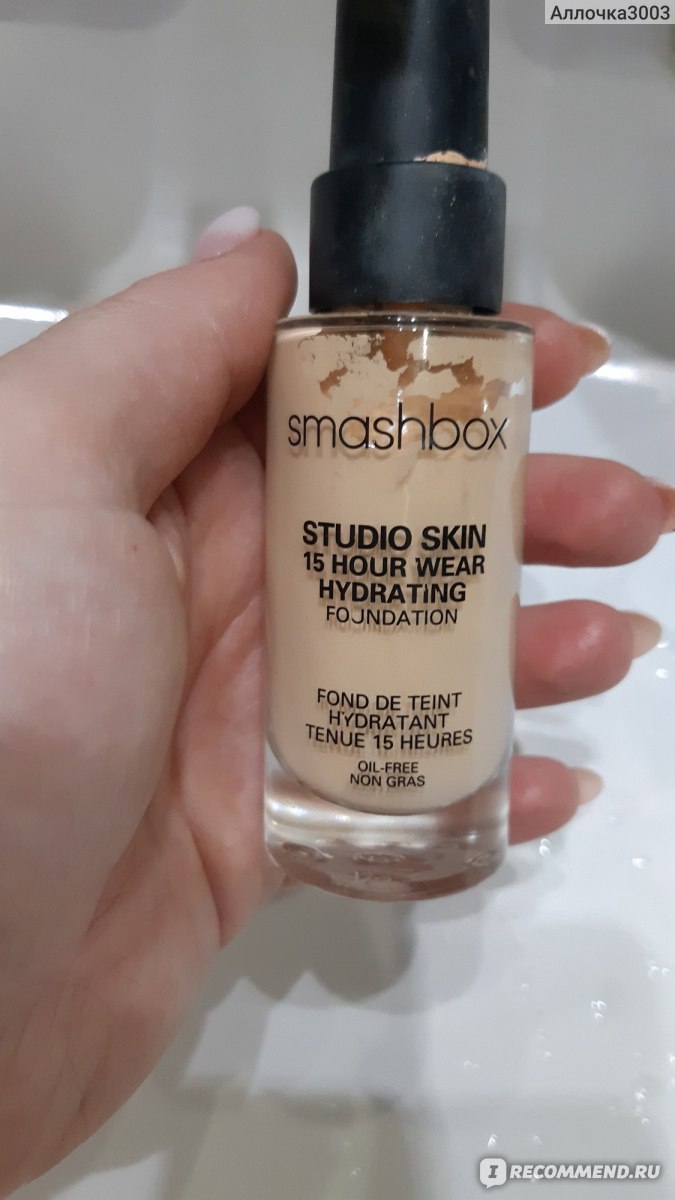 Аллочка3003
smashbox
STUDIO SKIN
15 HOUR WEAR
HYDRATING
FOUNDATION
FOND DE TEINT
HYDRATANT
TENUE 15 HEURES
OIL-FREE
NON GRAS
IRECOMMEND.RU